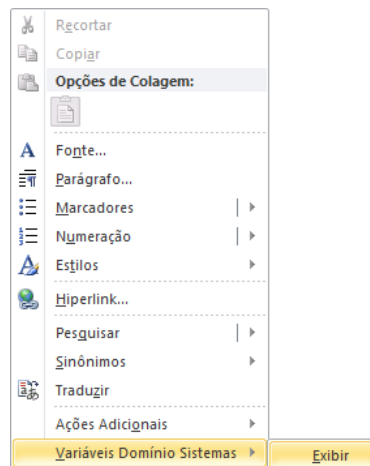 Recortar
Copiar
Opções de Colagem:
Fonte...
Parágrafo...
Marcadores
Numeração
Estilos
Hiperlink...
Pesquisar
Sinônimos
Traduzir
Ações Adicionais
Variáveis Domínio Sistemas
Exibir